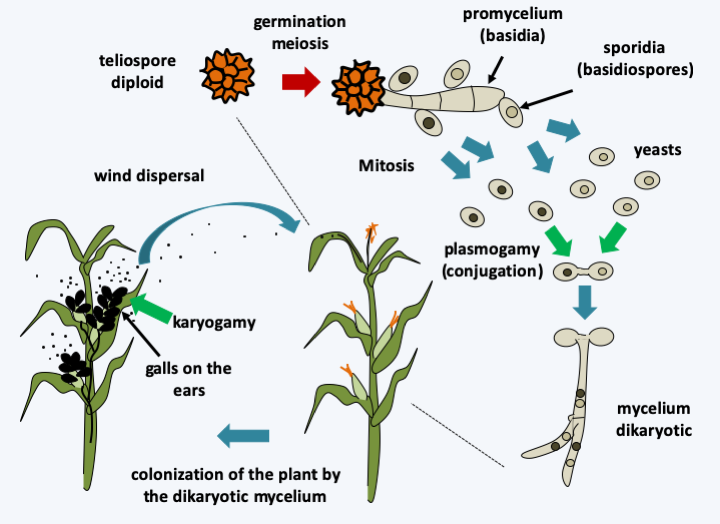 germination
meiosis
promycelium
(basidia)
teliospore
diploid
sporidia
(basidiospores)
Mitosis
yeasts
wind dispersal
plasmogamy
(conjugation)
karyogamy
galls on the
ears
mycelium
dikaryotic
colonization of the plant by
the dikaryotic mycelium